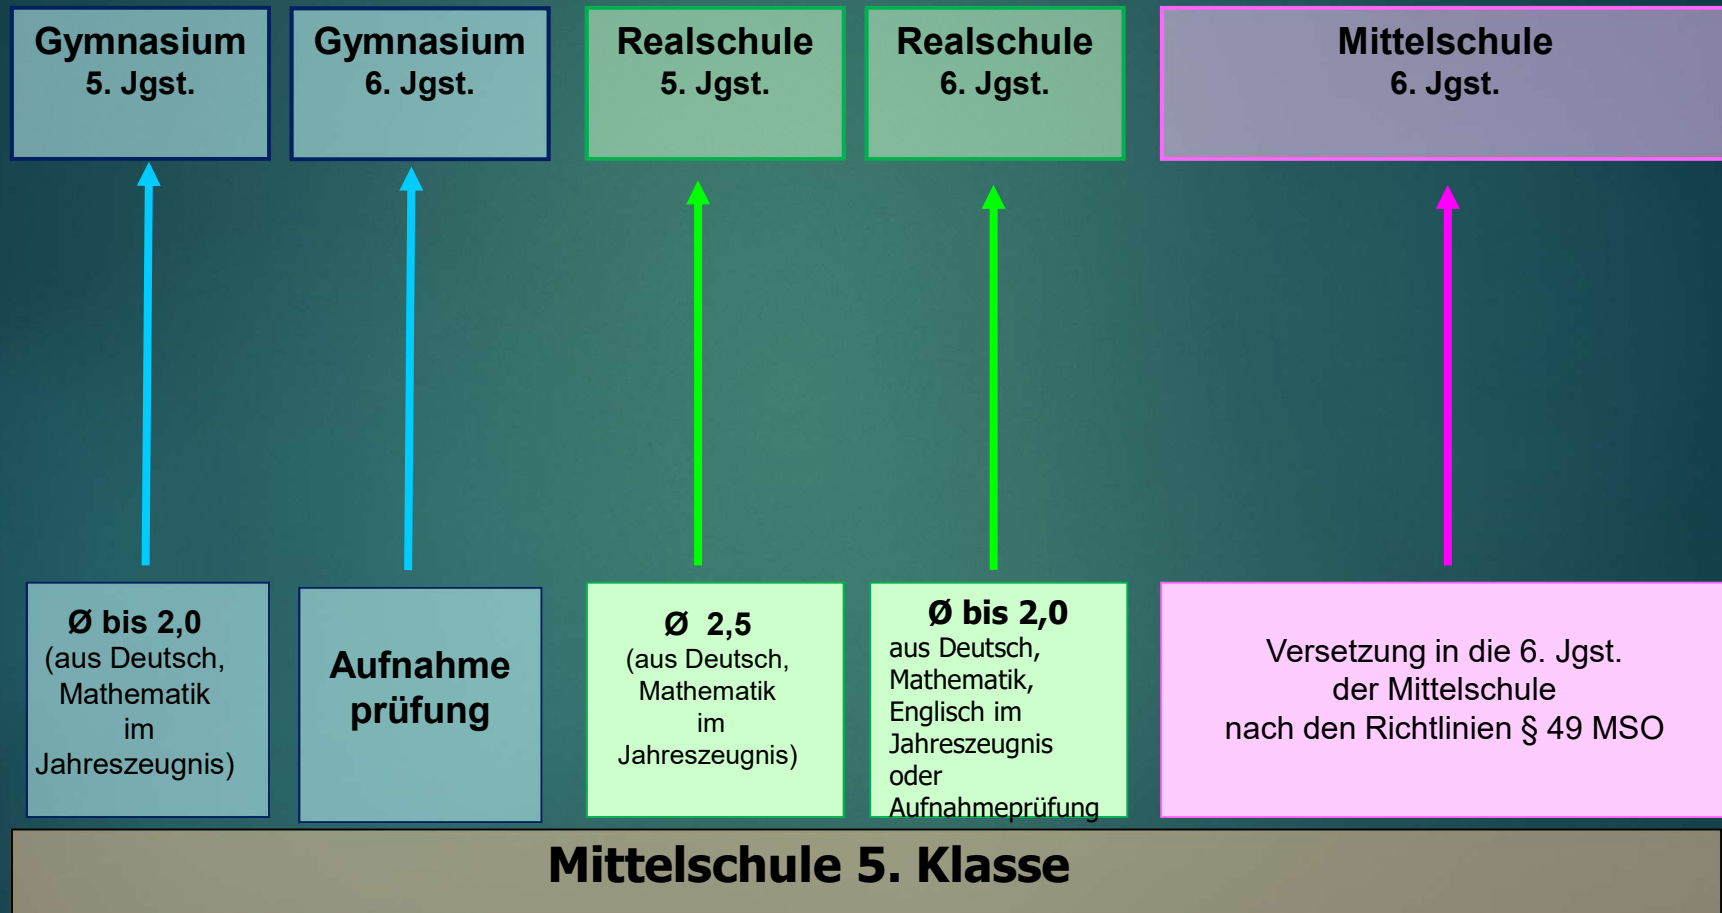 Gymnasium
5. Jgst.
Gymnasium
6. Jgst.
Realschule
5. Jgst.
Realschule
6. Jgst.
Mittelschule
6. Jgst.
Ø bis 2,0
(aus Deutsch,
Mathematik
im
Jahreszeugnis)
Aufnahme
prüfung
Ø 2,5
(aus Deutsch,
Mathematik
im
Jahreszeugnis)
Ø bis 2,0
aus Deutsch,
Mathematik,
Englisch im
Jahreszeugnis
oder
Aufnahmeprüfung
Versetzung in die 6. Jgst.
der Mittelschule
nach den Richtlinien § 49 MSO
Mittelschule 5. Klasse